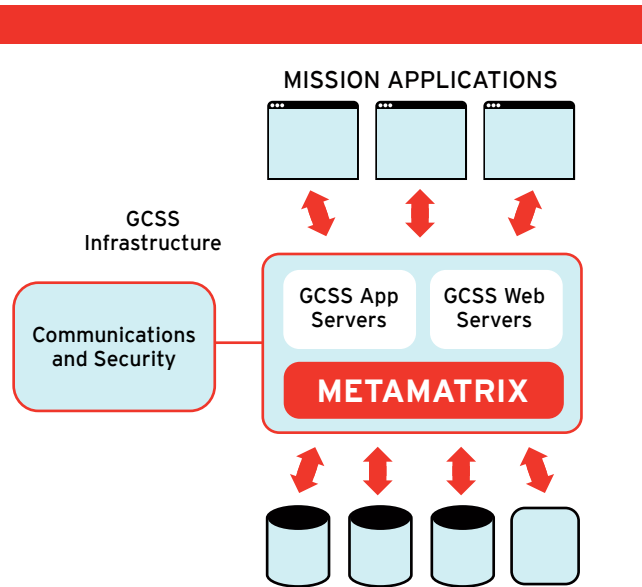 MISSION APPLICATIONS
GCSS
Infrastructure
Communications
and Security
GCSS App
Servers
GCSS Web
Servers
METAMATRIX